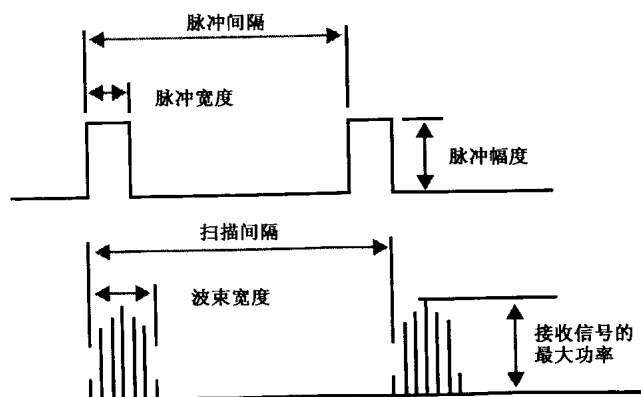 脉冲间隔
脉冲宽度
脉冲幅度
扫描间隔
波束宽度
接收信号的
最大功率